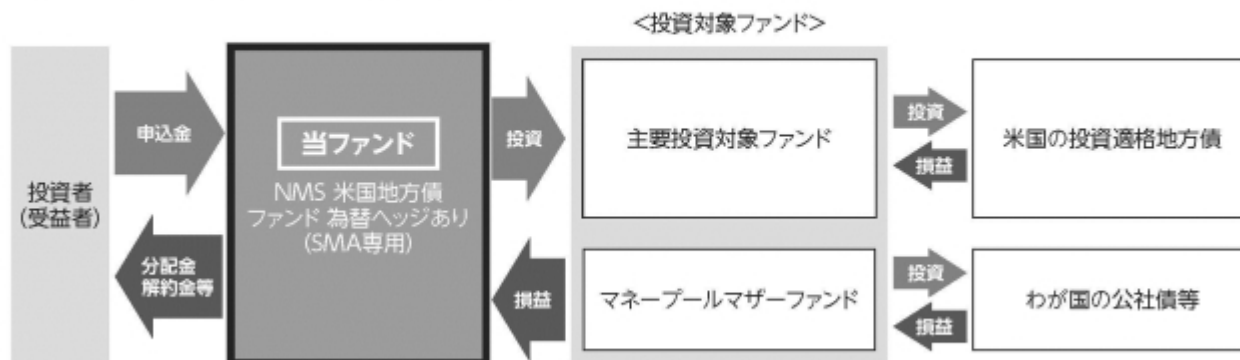 <投資対象ファンド>
投資者
(受益者)
申込金
分配金
解約金等
当ファンド
NMS 米国地方債
ファンド 為替ヘッジあり
(SMA専用)
投資
損益
主要投資対象ファンド
マネープールマザーファンド
投資
損益
投資
損益
米国の投資適格地方債
わが国の公社債等